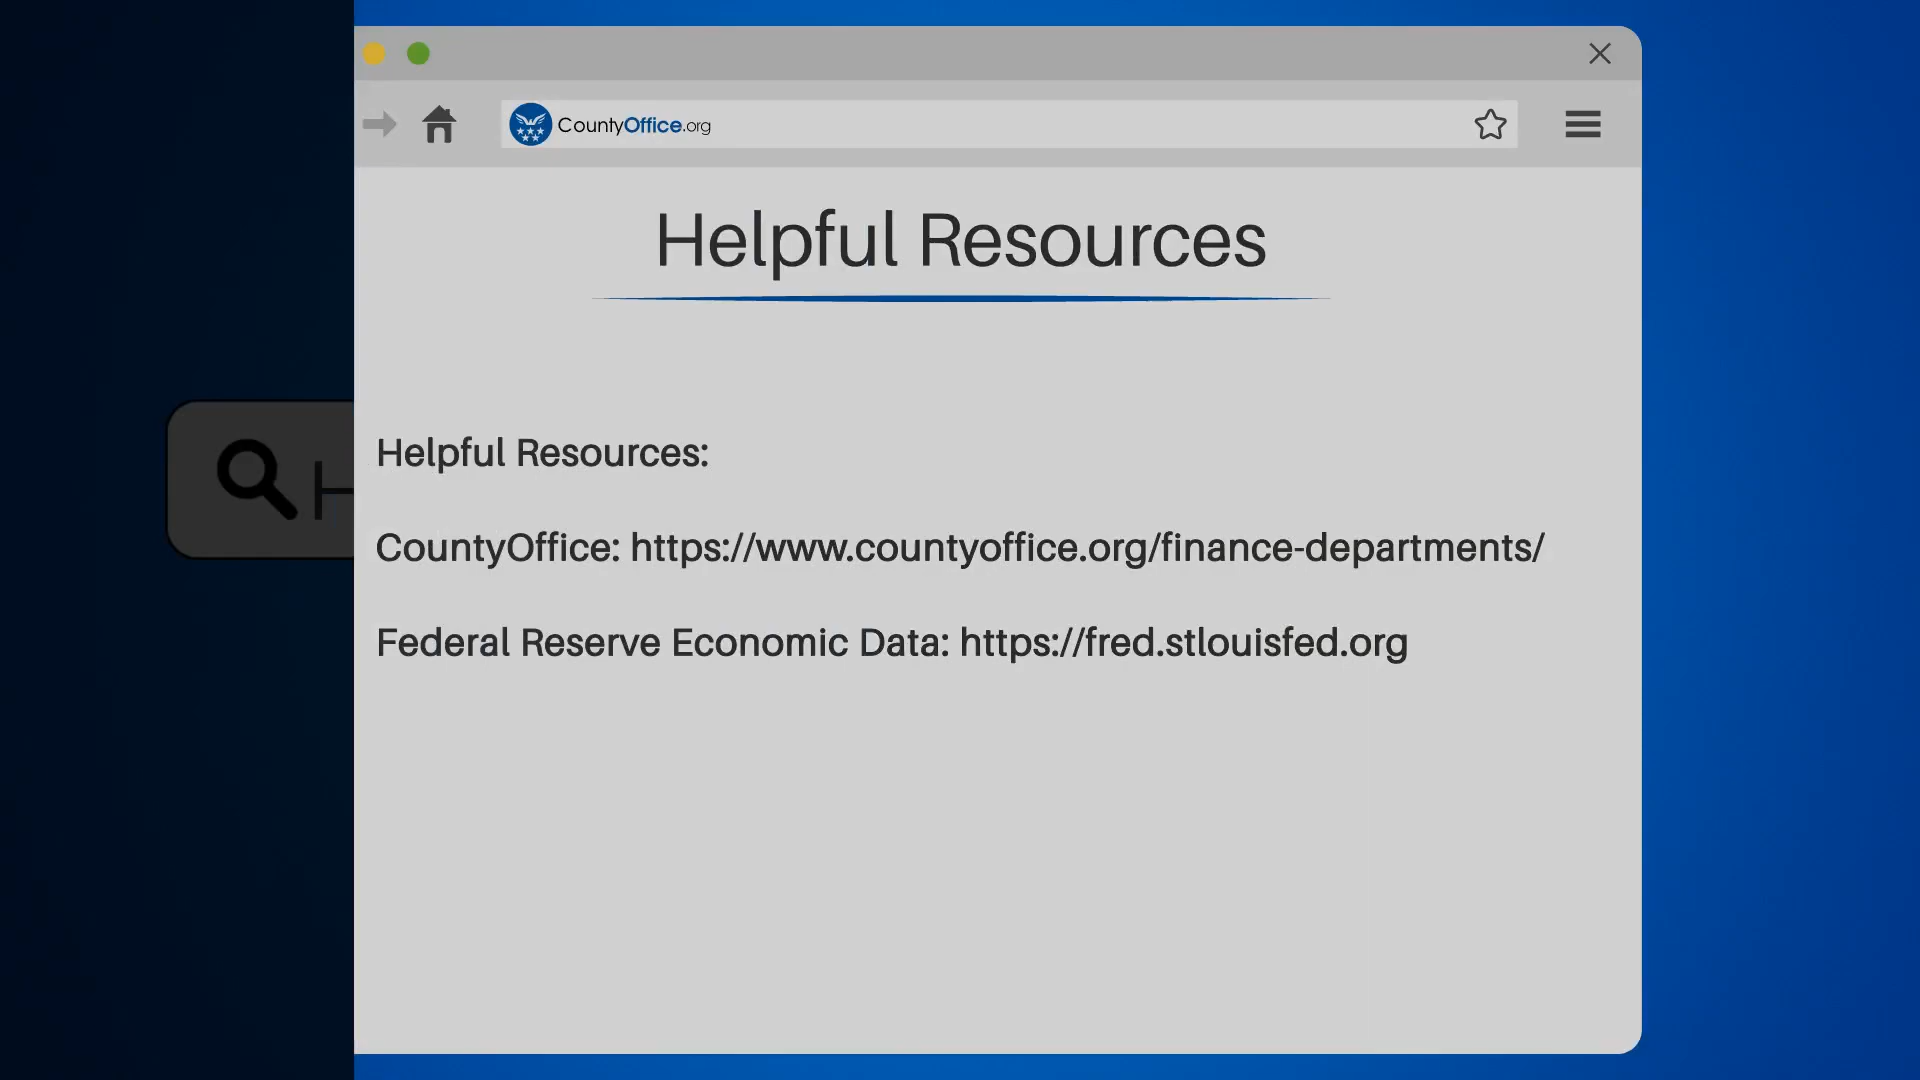 CountyOffice.org
Helpful Resources
H
Helpful Resources:
CountyOffice: https://www.countyoffice.org/finance-departments/
Federal Reserve Economic Data: https://fred.stlouisfed.org